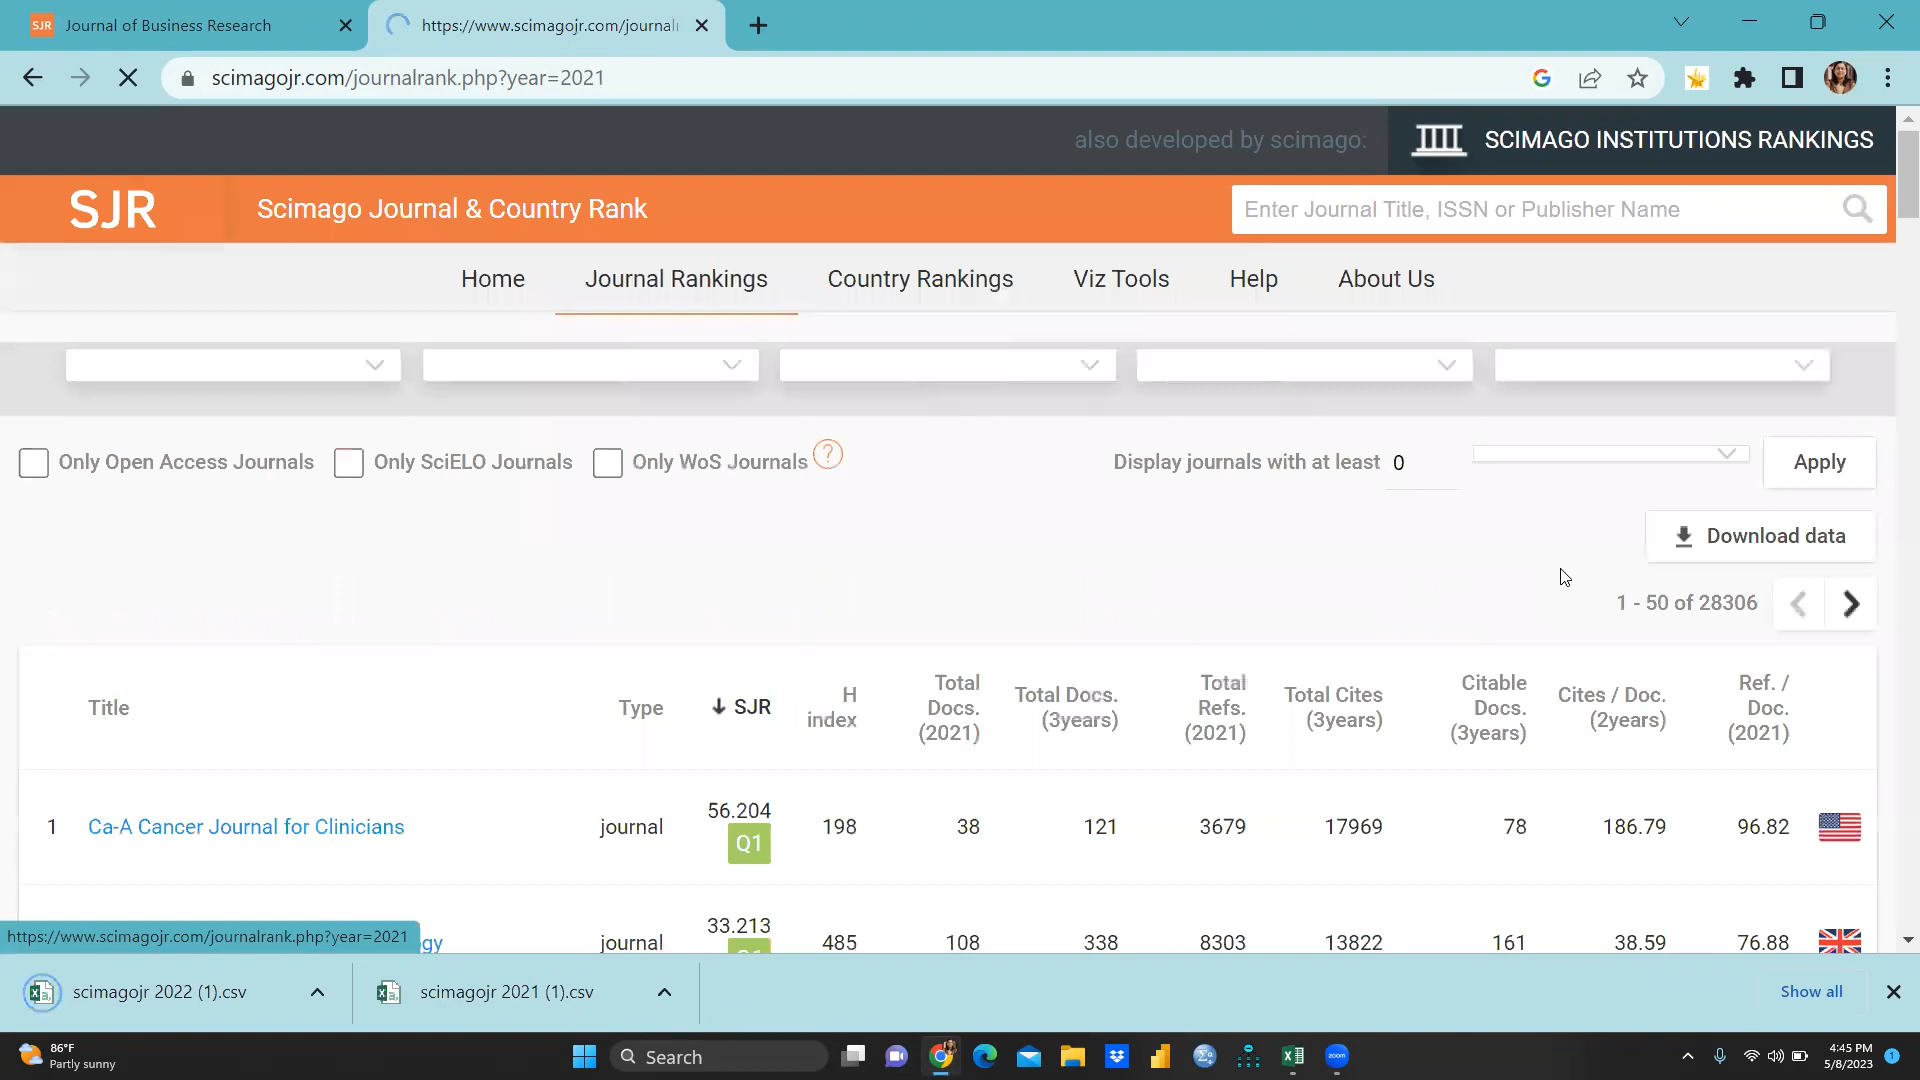 SJR Journal of Business Research
https://www.scimagojr.com/journal
scimagojr.com/journalrank.php?year=2021
also developed by scimago:
SCIMAGO INSTITUTIONS RANKINGS
SJR
Scimago Journal & Country Rank
Enter Journal Title, ISSN or Publisher Name
Home
Journal Rankings
Country Rankings
Viz Tools
Help
About Us
Only Open Access Journals
Only SciELO Journals
Only WoS Journals ?
Display journals with at least 0
Apply
Download data
1 - 50 of 28306
Title
Type
SJR
H
index
Total
Docs.
(2021)
Total Docs.
(3years)
Total
Refs.
(2021)
Total Cites
(3years)
Citable
Docs.
(3years)
Cites / Doc.
(2years)
Ref. /
Doc.
(2021)
1 Ca-A Cancer Journal for Clinicians journal 56.204 Q1 198 38 121 3679 17969 78 186.79 96.82
gy journal 33.213 485 108 338 8303 13822 161 38.59 76.88
https://www.scimagojr.com/journalrank.php?year=2021
scimagojr 2022 (1).csv
scimagojr 2021 (1).csv
Show all
86°F
Partly sunny
Search
zoom
4:45 PM
5/8/2023
1